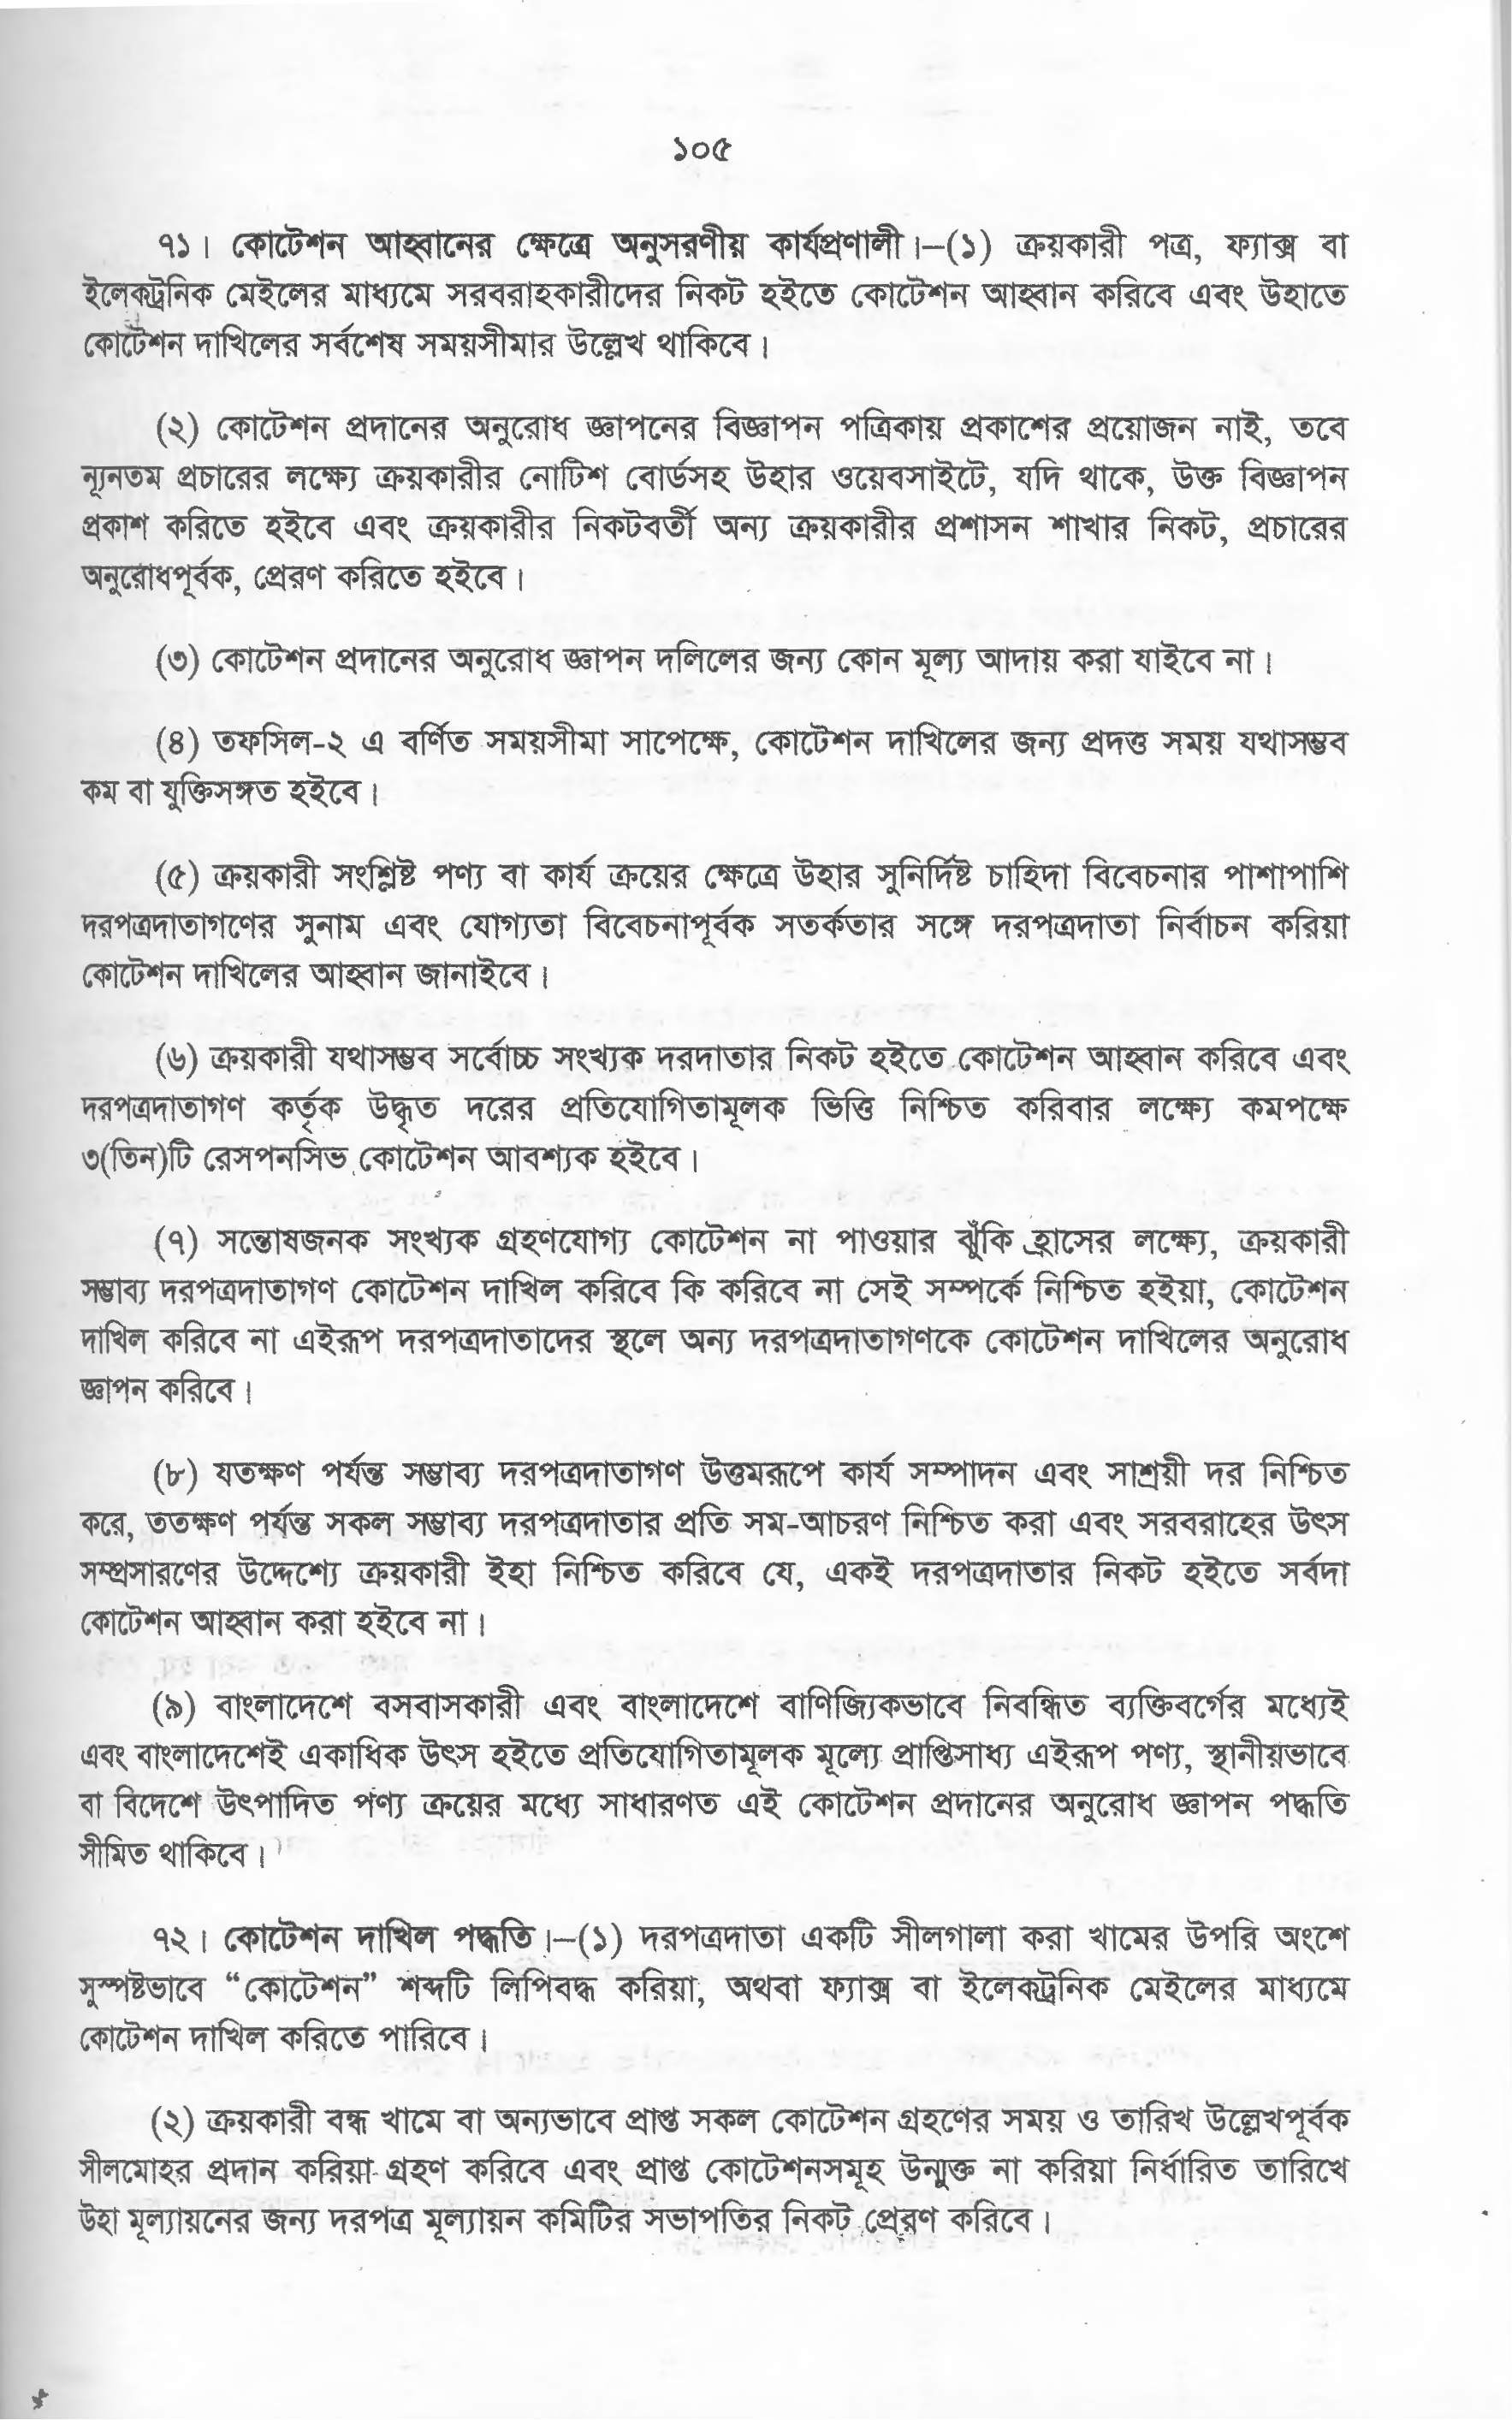 ১০৫
৭১। কোটেশন আহ্বানের ক্ষেত্রে অনুসরণীয় কার্যপ্রণালী।–(১) ক্রয়কারী পত্র, ফ্যাক্স বা
ইলেকট্রনিক মেইলের মাধ্যমে সরবরাহকারীদের নিকট হইতে কোটেশন আহ্বান করিবে এবং উহাতে
কোটেশন দাখিলের সর্বশেষ সময়সীমার উল্লেখ থাকিবে।
(২) কোটেশন প্রদানের অনুরোধ জ্ঞাপনের বিজ্ঞাপন পত্রিকায় প্রকাশের প্রয়োজন নাই, তবে
ন্যূনতম প্রচারের লক্ষ্যে ক্রয়কারীর নোটিশ বোর্ডসহ উহার ওয়েবসাইটে, যদি থাকে, উক্ত বিজ্ঞাপন
প্রকাশ করিতে হইবে এবং ক্রয়কারীর নিকটবর্তী অন্য ক্রয়কারীর প্রশাসন শাখার নিকট, প্রচারের
অনুরোধপূর্বক, প্রেরণ করিতে হইবে।
(৩) কোটেশন প্রদানের অনুরোধ জ্ঞাপন দলিলের জন্য কোন মূল্য আদায় করা যাইবে না।
(৪) তফসিল-২ এ বর্ণিত সময়সীমা সাপেক্ষে, কোটেশন দাখিলের জন্য প্রদত্ত সময় যথাসম্ভব
কম বা যুক্তিসঙ্গত হইবে।
(৫) ক্রয়কারী সংশ্লিষ্ট পণ্য বা কার্য ক্রয়ের ক্ষেত্রে উহার সুনির্দিষ্ট চাহিদা বিবেচনার পাশাপাশি
দরপত্রদাতাগণের সুনাম এবং যোগ্যতা বিবেচনাপূর্বক সতর্কতার সঙ্গে দরপত্রদাতা নির্বাচন করিয়া
কোটেশন দাখিলের আহ্বান জানাইবে।
(৬) ক্রয়কারী যথাসম্ভব সর্বোচ্চ সংখ্যক দরদাতার নিকট হইতে কোটেশন আহ্বান করিবে এবং
দরপত্রদাতাগণ কর্তৃক উদ্ধৃত দরের প্রতিযোগিতামূলক ভিত্তি নিশ্চিত করিবার লক্ষ্যে কমপক্ষে
৩(তিন)টি রেসপনসিভ কোটেশন আবশ্যক হইবে।
(৭) সন্তোষজনক সংখ্যক গ্রহণযোগ্য কোটেশন না পাওয়ার ঝুঁকি হ্রাসের লক্ষ্যে, ক্রয়কারী
সম্ভাব্য দরপত্রদাতাগণ কোটেশন দাখিল করিবে কি করিবে না সেই সম্পর্কে নিশ্চিত হইয়া, কোটেশন
দাখিল করিবে না এইরূপ দরপত্রদাতাদের স্থলে অন্য দরপত্রদাতাগণকে কোটেশন দাখিলের অনুরোধ
জ্ঞাপন করিবে।
(৮) যতক্ষণ পর্যন্ত সম্ভাব্য দরপত্রদাতাগণ উত্তমরূপে কার্য সম্পাদন এবং সাশ্রয়ী দর নিশ্চিত
করে, ততক্ষণ পর্যন্ত সকল সম্ভাব্য দরপত্রদাতার প্রতি সম-আচরণ নিশ্চিত করা এবং সরবরাহের উৎস
সম্প্রসারণের উদ্দেশ্যে ক্রয়কারী ইহা নিশ্চিত করিবে যে, একই দরপত্রদাতার নিকট হইতে সর্বদা
কোটেশন আহ্বান করা হইবে না।
(৯) বাংলাদেশে বসবাসকারী এবং বাংলাদেশে বাণিজ্যিকভাবে নিবন্ধিত ব্যক্তিবর্গের মধ্যেই
এবং বাংলাদেশেই একাধিক উৎস হইতে প্রতিযোগিতামূলক মূল্যে প্রাপ্তিসাধ্য এইরূপ পণ্য, স্থানীয়ভাবে
বা বিদেশে উৎপাদিত পণ্য ক্রয়ের মধ্যে সাধারণত এই কোটেশন প্রদানের অনুরোধ জ্ঞাপন পদ্ধতি
সীমিত থাকিবে।
৭২। কোটেশন দাখিল পদ্ধতি।–(১) দরপত্রদাতা একটি সীলগালা করা খামের উপরি অংশে
সুস্পষ্টভাবে “কোটেশন” শব্দটি লিপিবদ্ধ করিয়া, অথবা ফ্যাক্স বা ইলেকট্রনিক মেইলের মাধ্যমে
কোটেশন দাখিল করিতে পারিবে।
(২) ক্রয়কারী বন্ধ খামে বা অন্যভাবে প্রাপ্ত সকল কোটেশন গ্রহণের সময় ও তারিখ উল্লেখপূর্বক
সীলমোহর প্রদান করিয়া গ্রহণ করিবে এবং প্রাপ্ত কোটেশনসমূহ উন্মুক্ত না করিয়া নির্ধারিত তারিখে
উহা মূল্যায়নের জন্য দরপত্র মূল্যায়ন কমিটির সভাপতির নিকট প্রেরণ করিবে।